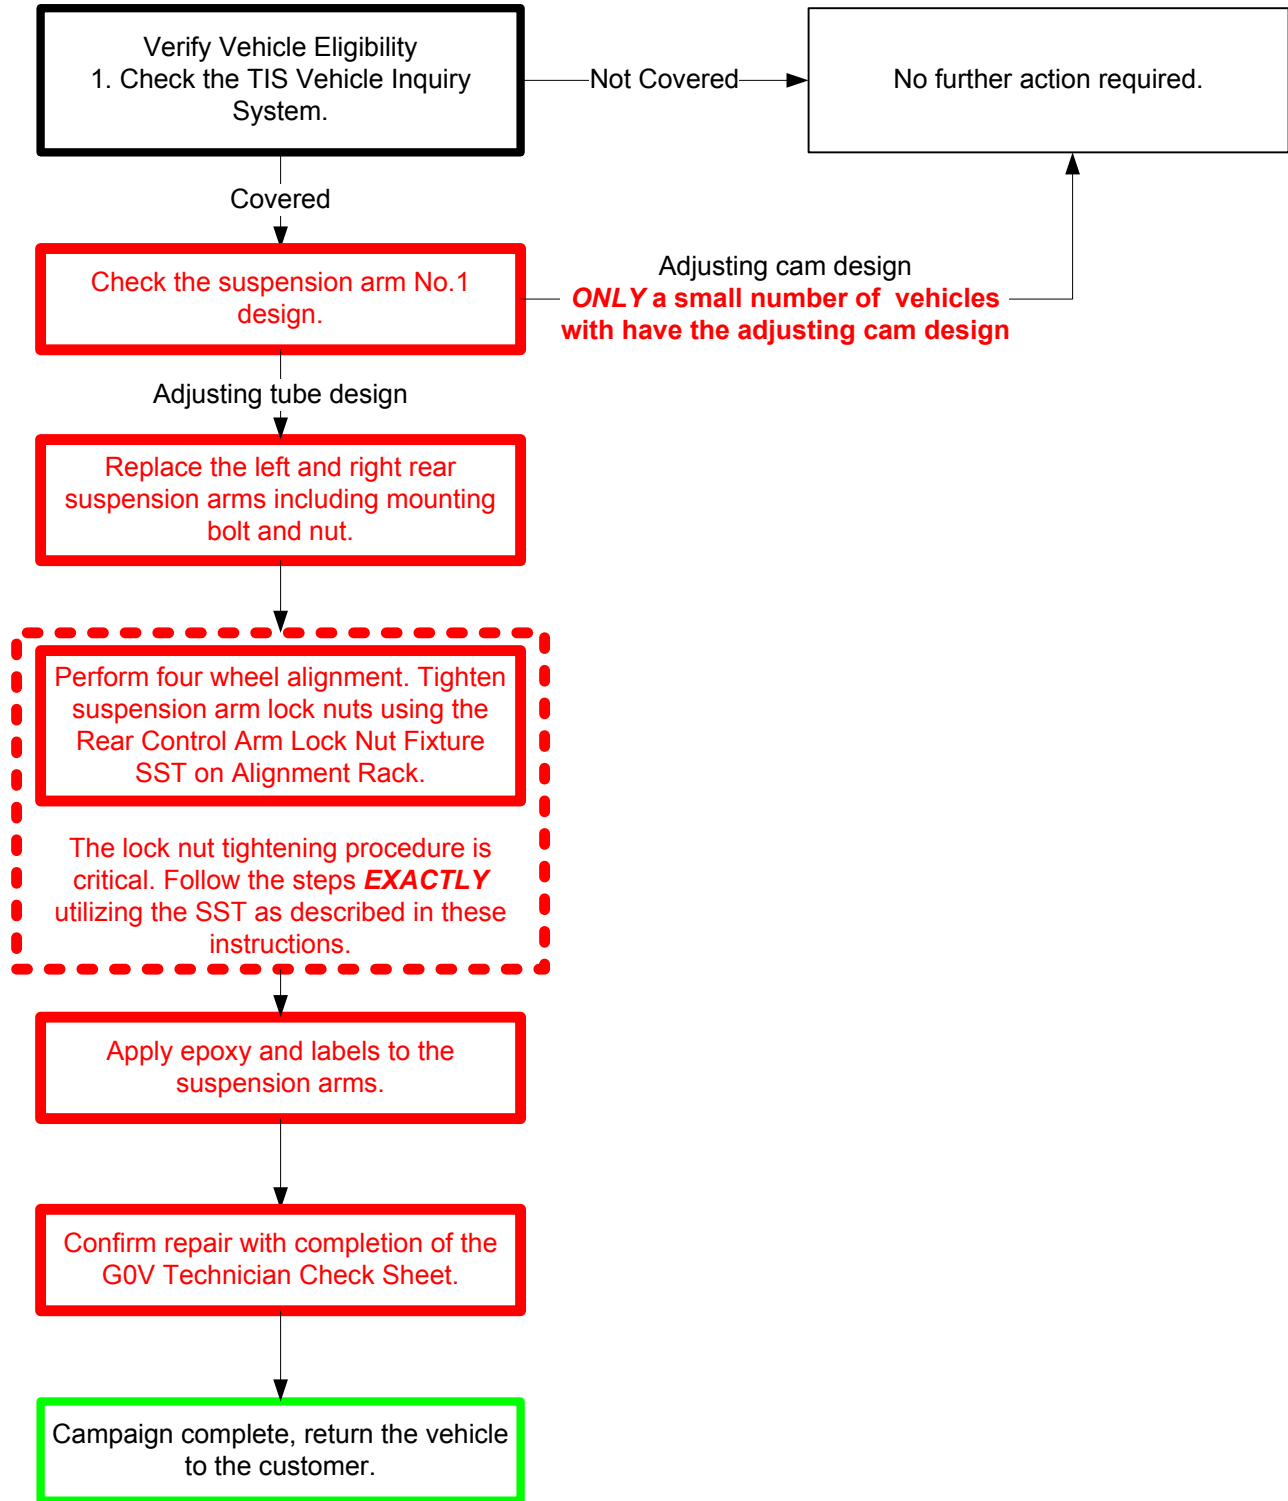 Verify Vehicle Eligibility
1. Check the TIS Vehicle Inquiry
System.
Not Covered
No further action required.
Covered
Check the suspension arm No.1
design.
Adjusting cam design
ONLY a small number of  vehicles
with have the adjusting cam design
Adjusting tube design
Replace the left and right rear
suspension arms including mounting
bolt and nut.
Perform four wheel alignment. Tighten
suspension arm lock nuts using the
Rear Control Arm Lock Nut Fixture
SST on Alignment Rack.
The lock nut tightening procedure is
critical. Follow the steps EXACTLY
utilizing the SST as described in these
instructions.
Apply epoxy and labels to the
suspension arms.
Confirm repair with completion of the
G0V Technician Check Sheet.
Campaign complete, return the vehicle
to the customer.